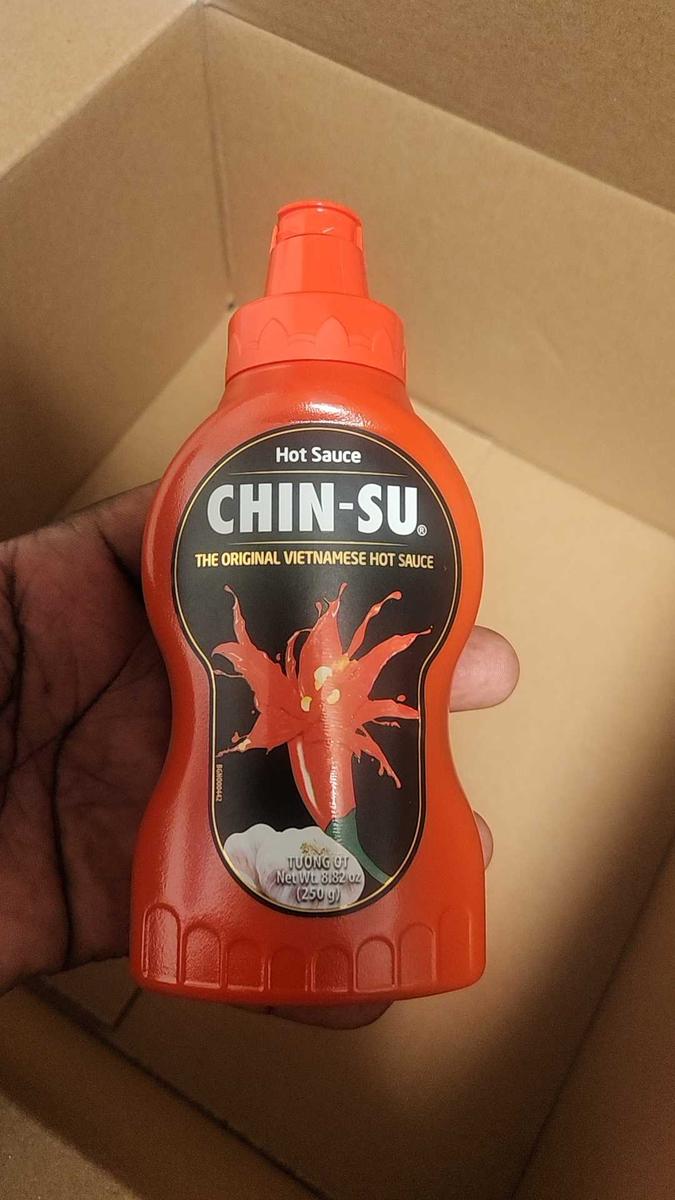 Hot Sauce
CHIN-SU®
THE ORIGINAL VIETNAMESE HOT SAUCE
TUONG OT
Net Wt. 8.82 oz
(250 g)